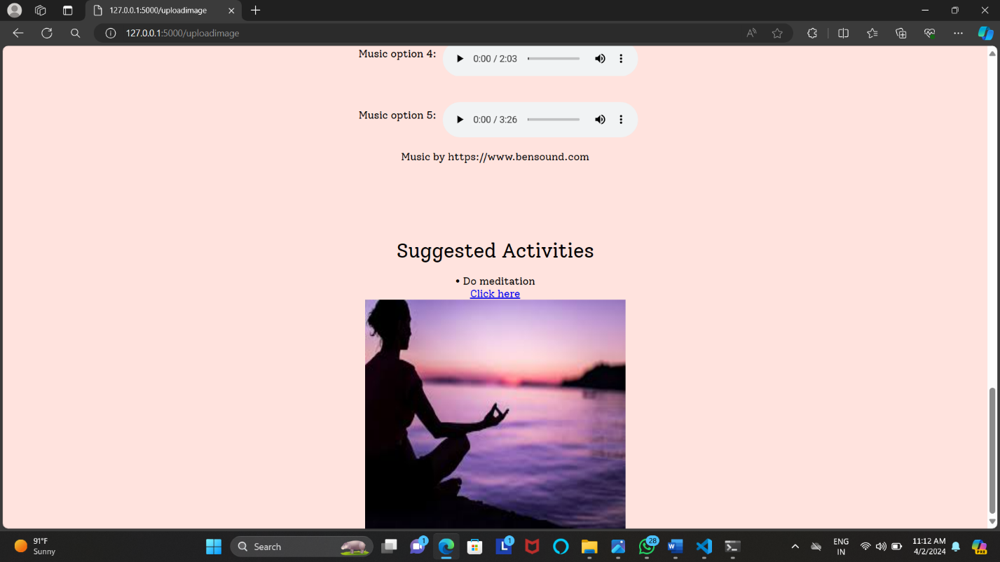 127.0.0.1:5000/uploadimage
127.0.0.1:5000/uploadimage
Music option 4:
0:00 / 2:03
Music option 5:
0:00 / 3:26
Music by https://www.bensound.com
Suggested Activities
• Do meditation
Click here
91°F
Sunny
Search
1
L
1
28
W
PRE
ENG
IN
11:12 AM
4/2/2024